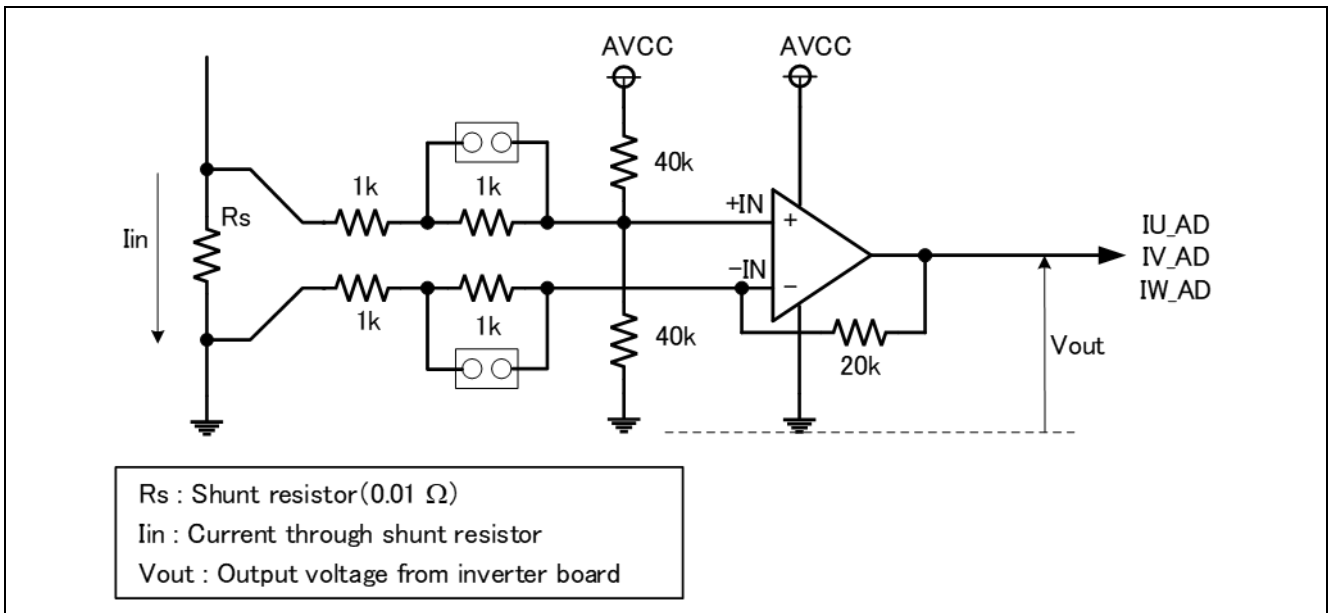 AVCC
AVCC
40k
1k
1k
+IN
+
Rs
Iin
IU_AD
IV_AD
IW_AD
−IN
−
1k
1k
40k
20k
Vout
Rs : Shunt resistor(0.01 Ω)
Iin : Current through shunt resistor
Vout : Output voltage from inverter board